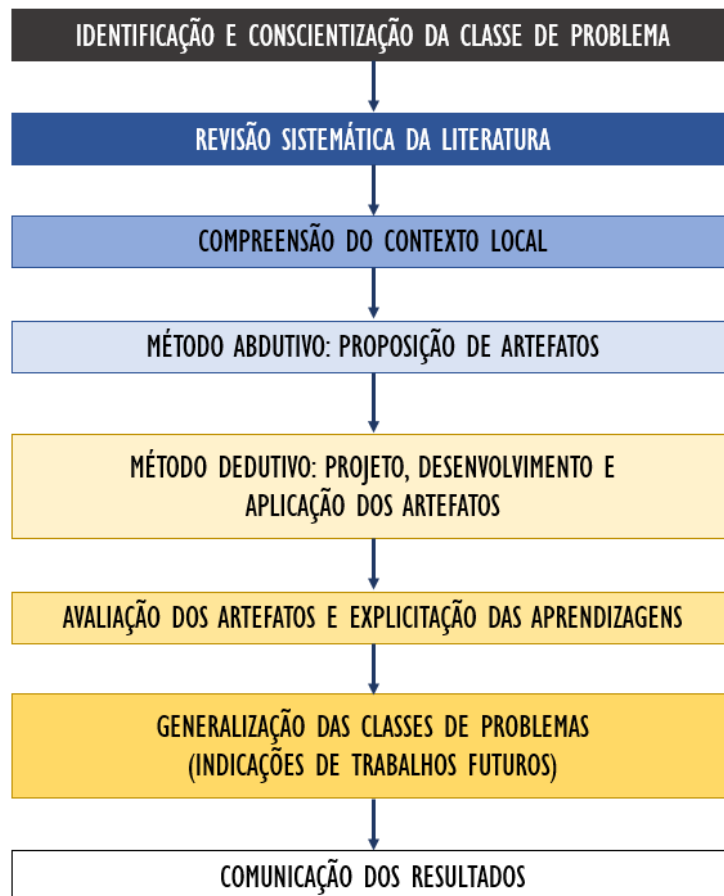 IDENTIFICAÇÃO E CONSCIENTIZAÇÃO DA CLASSE DE PROBLEMA
REVISÃO SISTEMÁTICA DA LITERATURA
COMPREENSÃO DO CONTEXTO LOCAL
MÉTODO ABDUTIVO: PROPOSIÇÃO DE ARTEFATOS
MÉTODO DEDUTIVO: PROJETO, DESENVOLVIMENTO E
APLICAÇÃO DOS ARTEFATOS
AVALIAÇÃO DOS ARTEFATOS E EXPLICITAÇÃO DAS APRENDIZAGENS
GENERALIZAÇÃO DAS CLASSES DE PROBLEMAS
(INDICAÇÕES DE TRABALHOS FUTUROS)
COMUNICAÇÃO DOS RESULTADOS